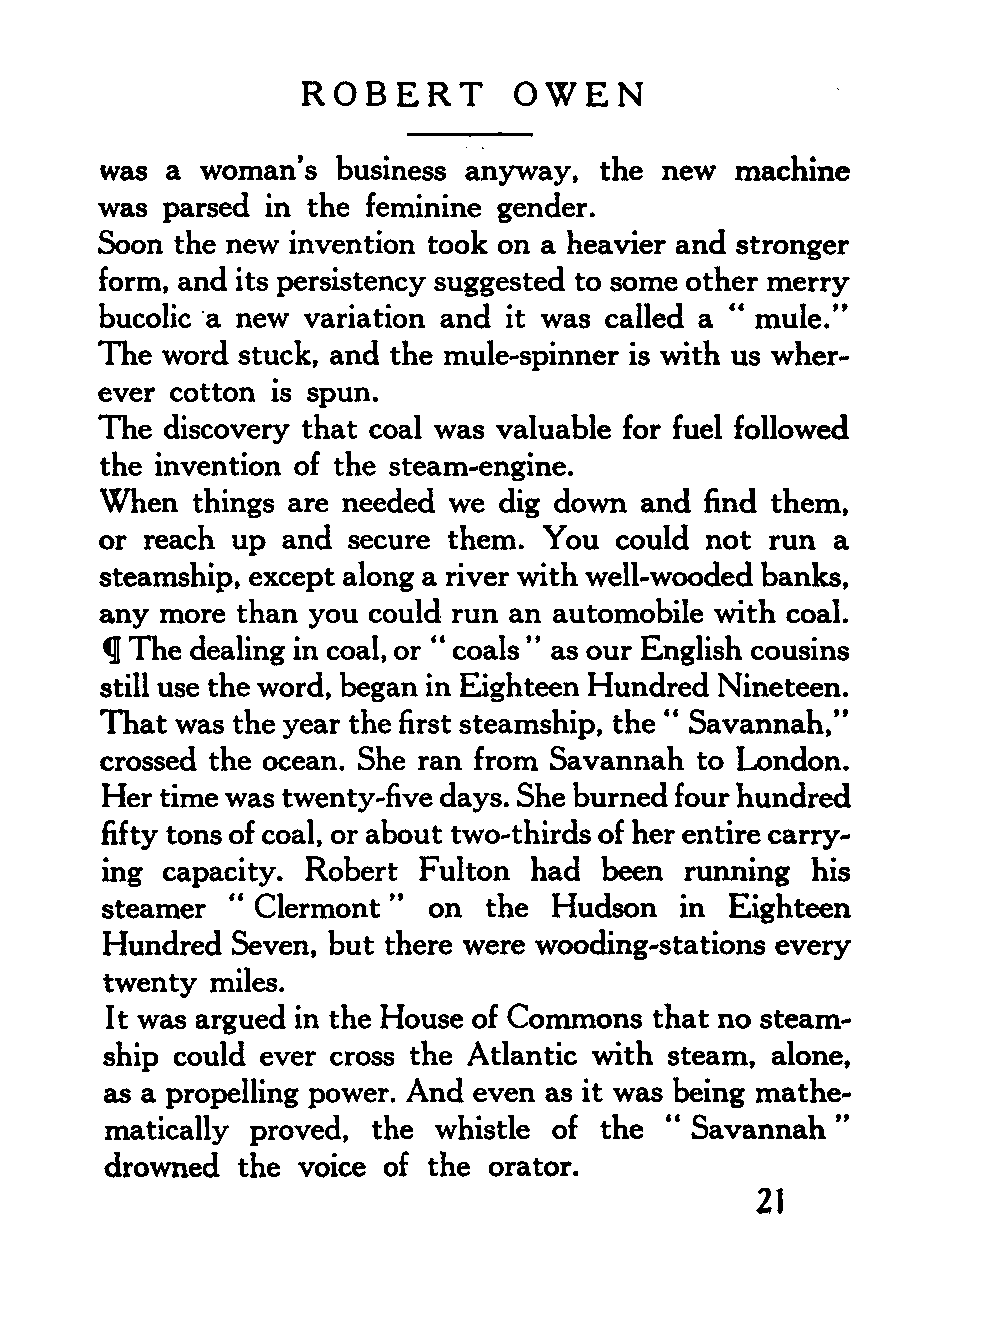 ROBERT OWEN
was a woman's business anyway, the new machine
was parsed in the feminine gender.
Soon the new invention took on a heavier and stronger
form, and its persistency suggested to some other merry
bucolic a new variation and it was called a “ mule.”
The word stuck, and the mule-spinner is with us wher-
ever cotton is spun.
The discovery that coal was valuable for fuel followed
the invention of the steam-engine.
When things are needed we dig down and find them,
or reach up and secure them. You could not run a
steamship, except along a river with well-wooded banks,
any more than you could run an automobile with coal.
¶ The dealing in coal, or “ coals ” as our English cousins
still use the word, began in Eighteen Hundred Nineteen.
That was the year the first steamship, the “ Savannah,”
crossed the ocean. She ran from Savannah to London.
Her time was twenty-five days. She burned four hundred
fifty tons of coal, or about two-thirds of her entire carry-
ing capacity. Robert Fulton had been running his
steamer “ Clermont ” on the Hudson in Eighteen
Hundred Seven, but there were wooding-stations every
twenty miles.
It was argued in the House of Commons that no steam-
ship could ever cross the Atlantic with steam, alone,
as a propelling power. And even as it was being mathe-
matically proved, the whistle of the “ Savannah ”
drowned the voice of the orator.
21